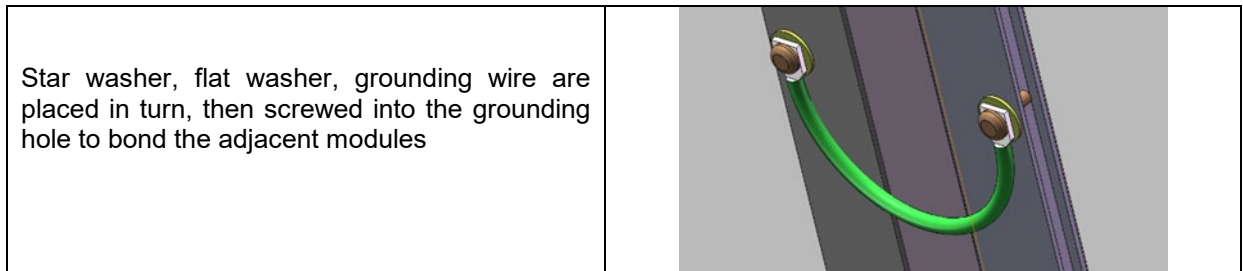 Star washer, flat washer, grounding wire are
placed in turn, then screwed into the grounding
hole to bond the adjacent modules